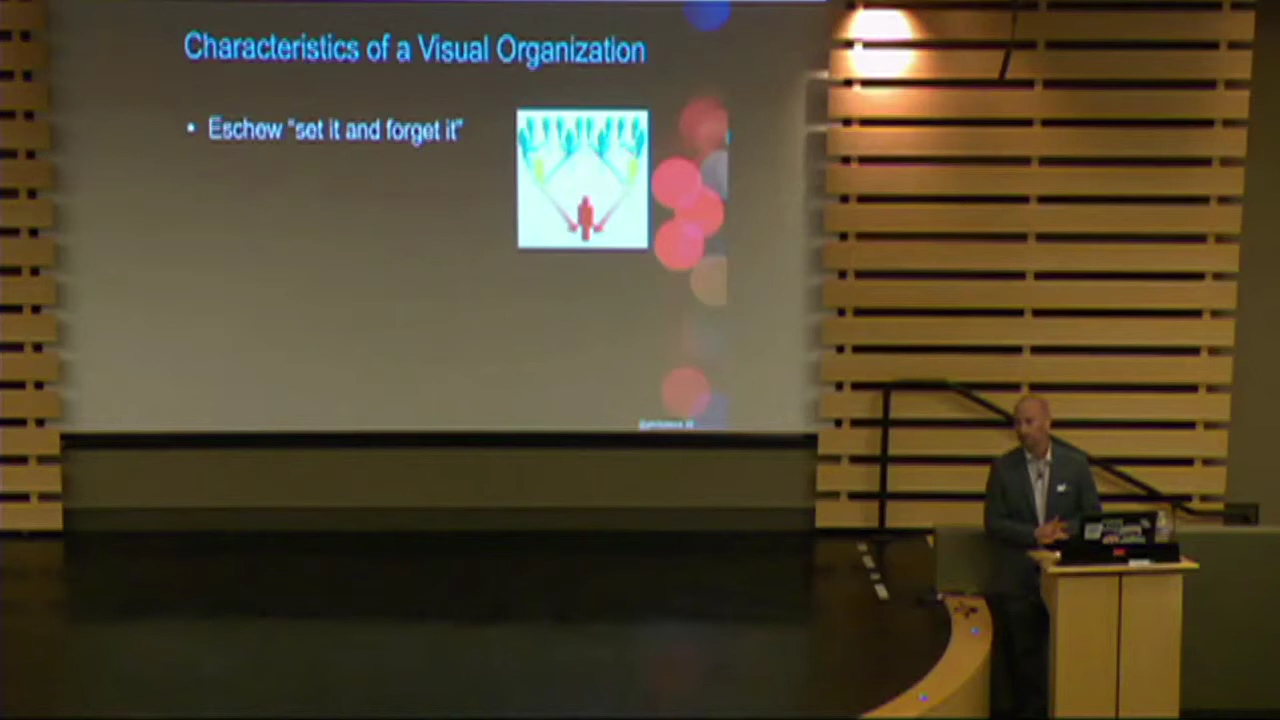 Characteristics of a Visual Organization
• Eschew "set it and forget it"